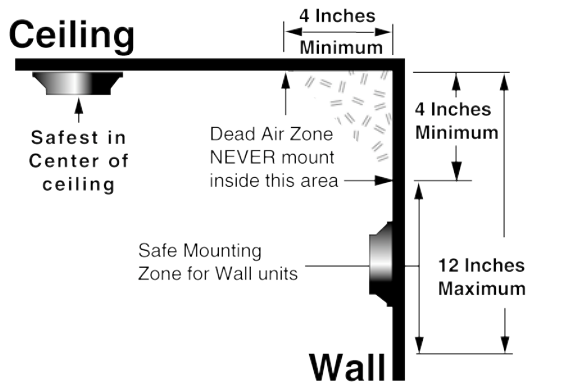 Ceiling
4 Inches
Minimum
Safest in
Center of
ceiling
Dead Air Zone
NEVER mount
inside this area
4 Inches
Minimum
Safe Mounting
Zone for Wall units
12 Inches
Maximum
Wall